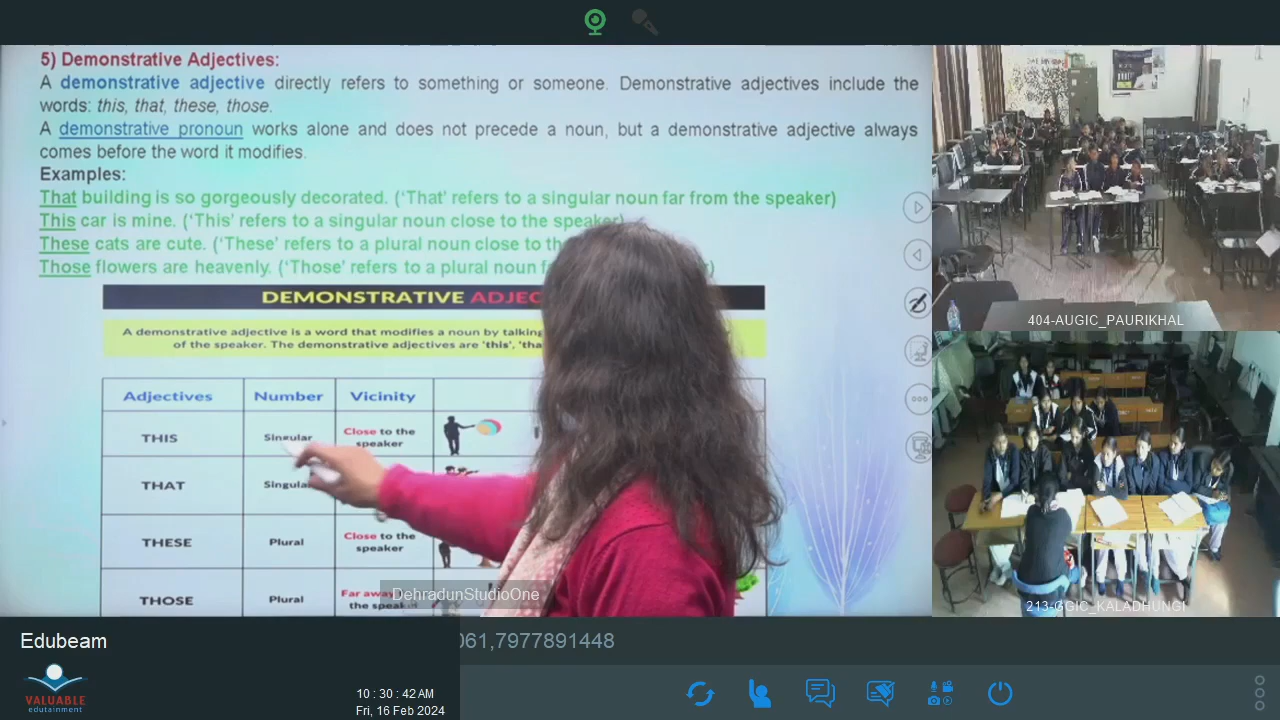 5) Demonstrative Adjectives:
A demonstrative adjective directly refers to something or someone. Demonstrative adjectives include the
words: this, that, these, those.
A demonstrative pronoun works alone and does not precede a noun, but a demonstrative adjective always
comes before the word it modifies.
Examples:
That building is so gorgeously decorated. (‘That’ refers to a singular noun far from the speaker)
This car is mine. (‘This’ refers to a singular noun close to the speaker)
These cats are cute. (‘These’ refers to a plural noun close to
Those flowers are heavenly. (‘Those’ refers to a plural noun
DEMONSTRATIVE
A demonstrative adjective is a word that modifies a noun by talking
of the speaker. The demonstrative adjectives are 'this',
Adjectives Number Vicinity
THIS Singular Close to the speaker
THAT Singular
THESE Plural Close to the speaker
THOSE Plural Far away the
DehradunStudioOne
404-AUGIC_PAURIKHAL
213-GGIC_KALADHUNGI
Edubeam
061,7977891448
VALUABLE
edutainment
10 : 30 : 42 AM
Fri, 16 Feb 2024